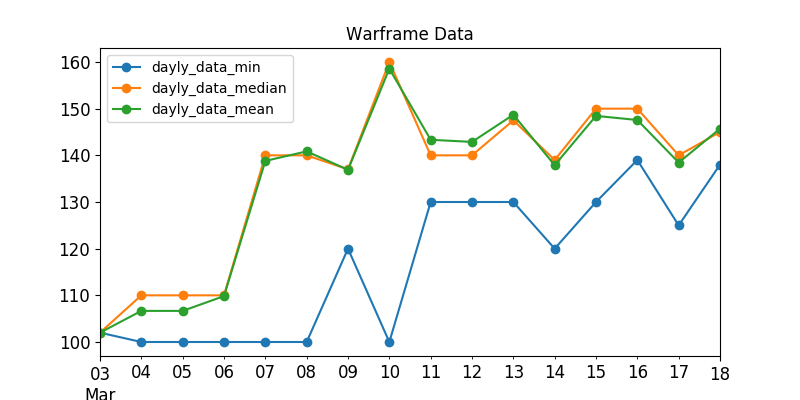 Warframe Data
dayly_data_min
dayly_data_median
dayly_data_mean
160
150
140
130
120
110
100
03 04 05 06 07 08 09 10 11 12 13 14 15 16 17 18
Mar